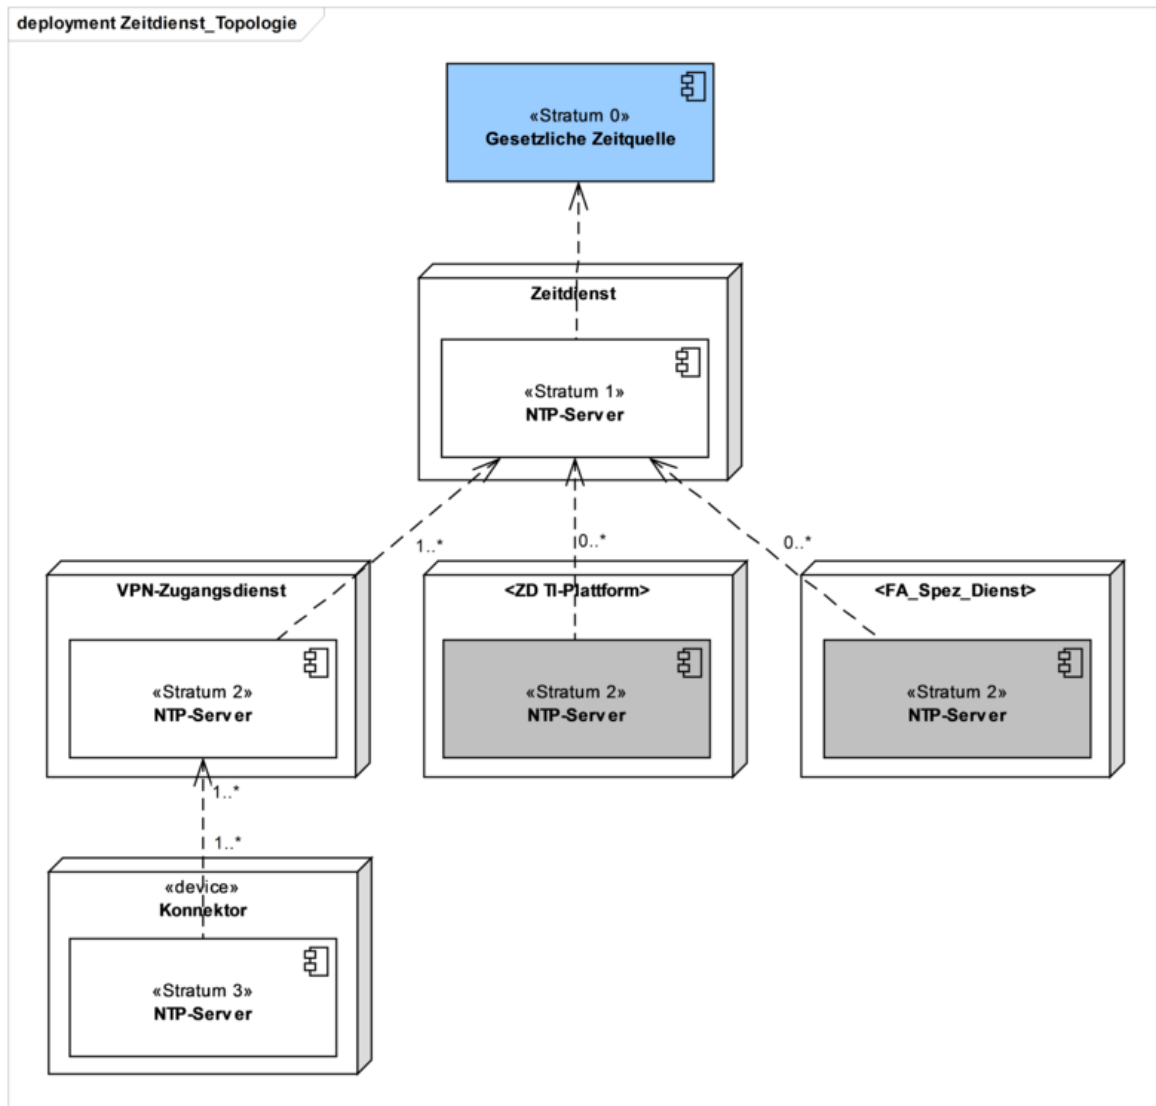 deployment Zeitdienst_Topologie
«Stratum 0»
Gesetzliche Zeitquelle
Zeitdienst
«Stratum 1»
NTP-Server
1..*
0..*
0..*
VPN-Zugangsdienst
<ZD TI-Plattform>
<FA_Spez_Dienst>
«Stratum 2»
NTP-Server
«Stratum 2»
NTP-Server
«Stratum 2»
NTP-Server
1..*
1..*
«device»
Konnektor
«Stratum 3»
NTP-Server